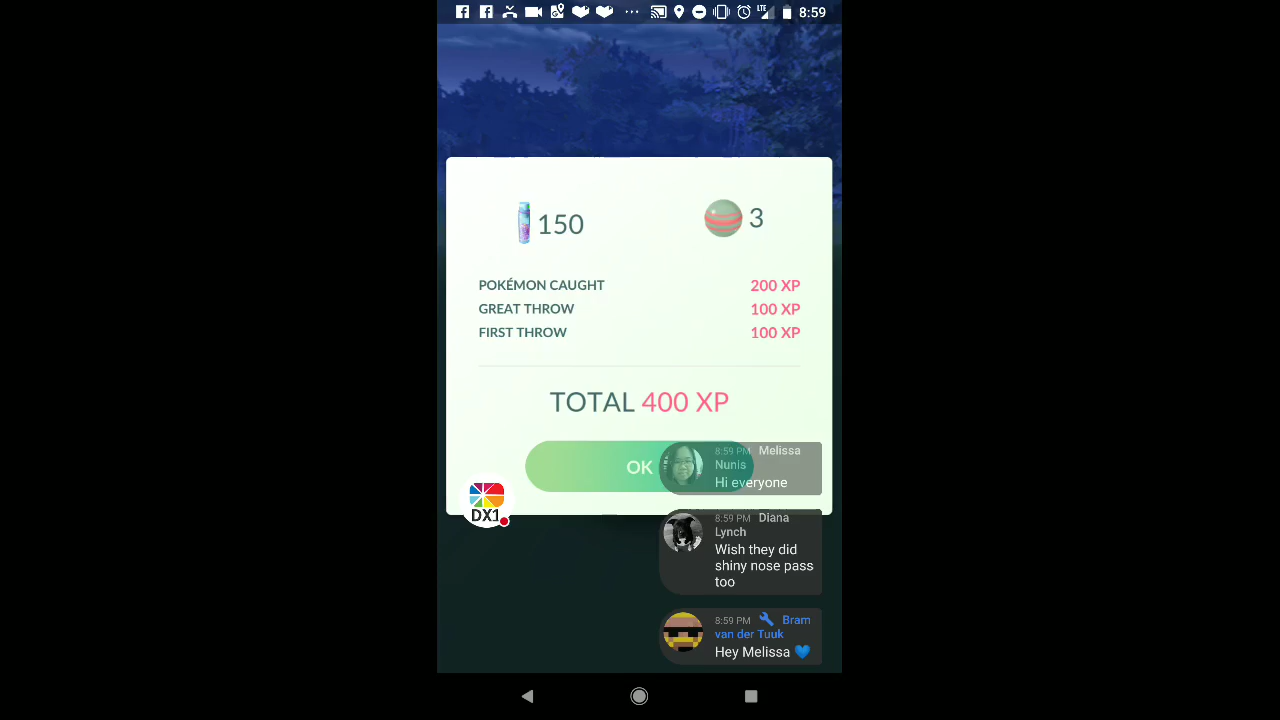 LTE 8:59
150
3
POKÉMON CAUGHT 200 XP
GREAT THROW 100 XP
FIRST THROW 100 XP
TOTAL 400 XP
OK
DX1
8:59 PM Melissa
Nunis
Hi everyone
8:59 PM Diana
Lynch
Wish they did
shiny nose pass
too
8:59 PM Bram
van der Tuuk
Hey Melissa 💙